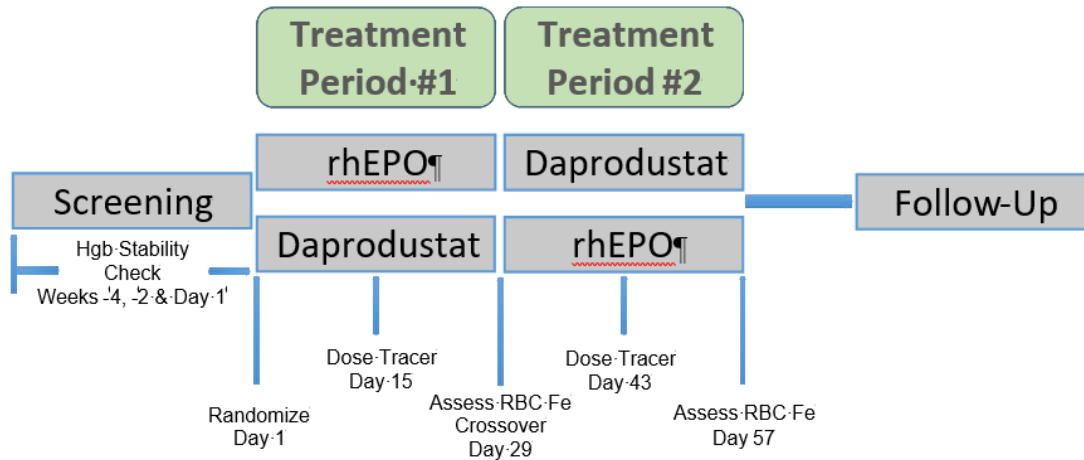 Treatment
Period·#1
Treatment
Period #2
rhEPO¶
Daprodustat
Screening
Follow-Up
Daprodustat
rhEPO¶
Hgb·Stability
Check
Weeks -4, -2·&·Day·1
Dose·Tracer
Day·15
Dose·Tracer
Day·43
Randomize
Day·1
Assess·RBC·Fe
Crossover
Day·29
Assess·RBC·Fe
Day 57